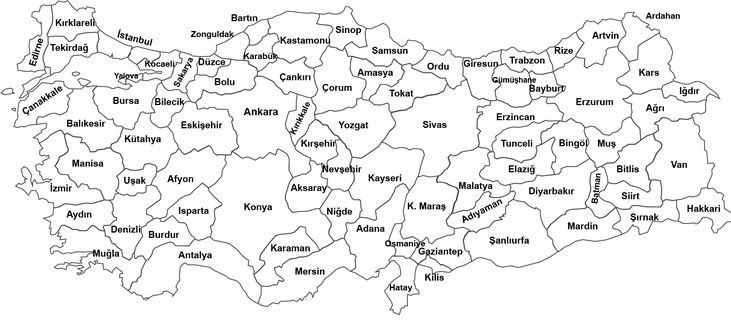 Kırklareli
Edirne
Tekirdağ
İstanbul
Kocaeli
Yalova
Sakarya
Düzce
Zonguldak
Bartın
Karabük
Kastamonu
Sinop
Samsun
Ordu
Giresun
Trabzon
Rize
Artvin
Ardahan
Kars
Iğdır
Ağrı
Çanakkale
Bursa
Bilecik
Bolu
Çankırı
Çorum
Amasya
Tokat
Gümüşhane
Bayburt
Erzurum
Balıkesir
Kütahya
Eskişehir
Ankara
Kırıkkale
Yozgat
Sivas
Erzincan
Tunceli
Bingöl
Muş
Van
Manisa
Uşak
Afyon
Kırşehir
Nevşehir
Kayseri
Malatya
Elazığ
Diyarbakır
Batman
Bitlis
Siirt
İzmir
Aydın
Denizli
Isparta
Burdur
Konya
Aksaray
Niğde
K. Maraş
Adıyaman
Şanlıurfa
Mardin
Şırnak
Hakkari
Muğla
Antalya
Karaman
Mersin
Adana
Osmaniye
Gaziantep
Kilis
Hatay